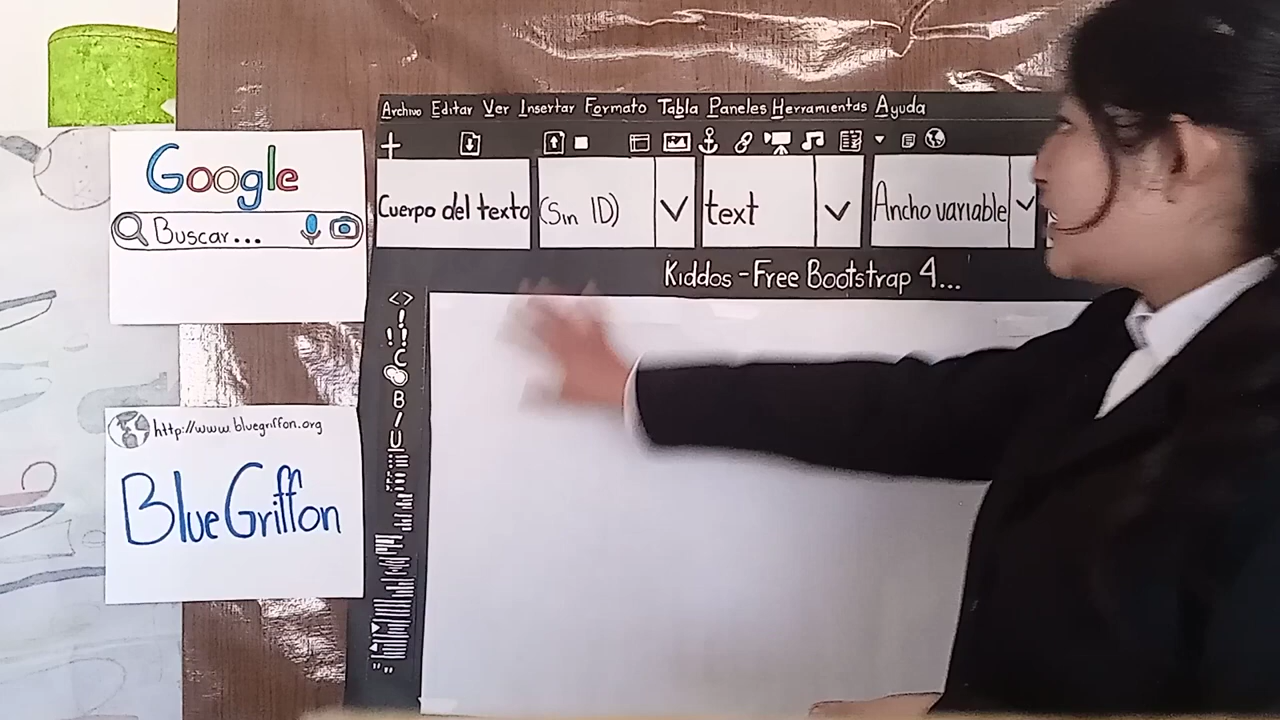 Archivo Editar Ver Insertar Formato Tabla Paneles Herramientas Ayuda
Cuerpo del texto (Sin ID) text Ancho variable
Kiddos - Free Bootstrap 4...
<>
!
!!
C
B
I
U
Google
Buscar...
http://www.bluegriffon.org
BlueGriffon